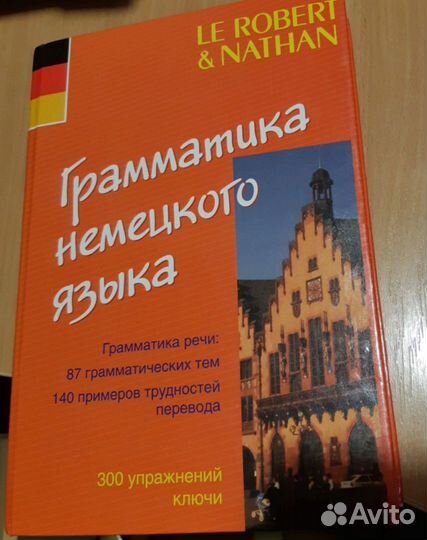 LE ROBERT
& NATHAN
Грамматика
немецкого
языка
Грамматика речи:
87 грамматических тем
140 примеров трудностей
перевода
300 упражнений
ключи
Avito